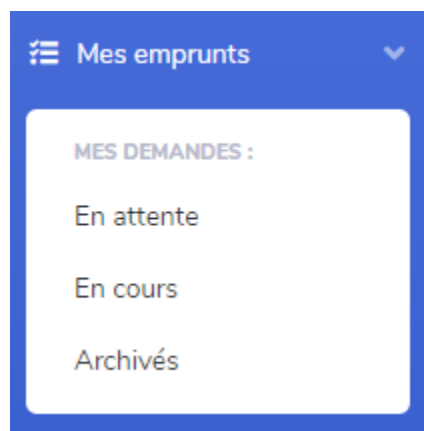 Mes emprunts
MES DEMANDES :
En attente
En cours
Archivés